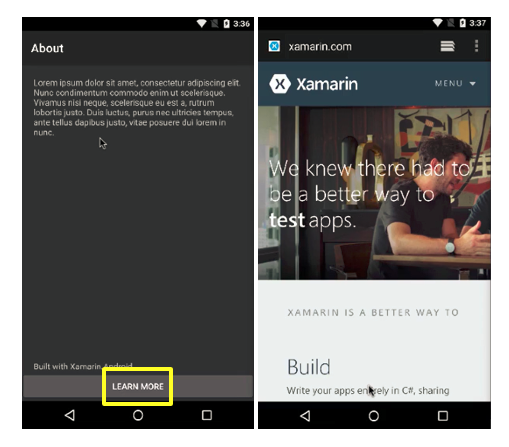 3:36
About
Lorem ipsum dolor sit amet, consectetur adipiscing elit.
Nunc condimentum commodo enim ut scelerisque.
Vivamus nisi neque, scelerisque eu est a, rutrum
lobortis justo. Duis luctus, purus nec ultricies tempus,
ante tellus dapibus justo, vitae posuere dui lorem in
nunc.
Built with Xamarin.Android
LEARN MORE
3:37
xamarin.com
Xamarin
MENU
We knew there had to
be a better way to
test apps.
XAMARIN IS A BETTER WAY TO
Build
Write your apps entirely in C#, sharing